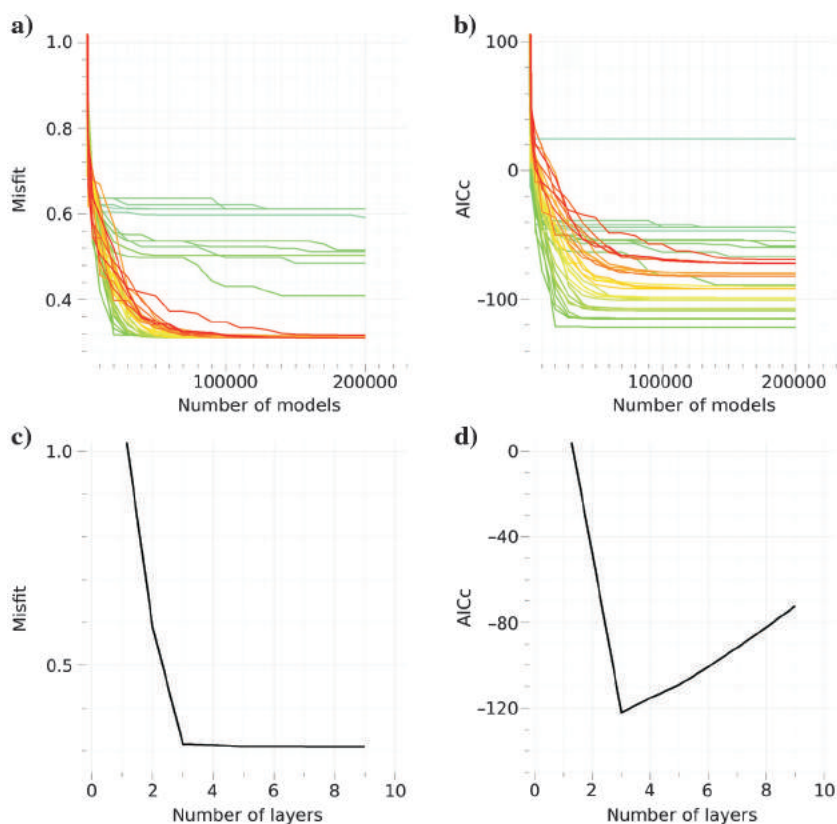 a)
1.0
0.8
0.6
0.4
Misfit
100000
200000
Number of models
b)
100
0
−100
AICc
100000
200000
Number of models
c)
1.0
0.5
Misfit
0
2
4
6
8
10
Number of layers
d)
0
−40
−80
−120
AICc
0
2
4
6
8
10
Number of layers